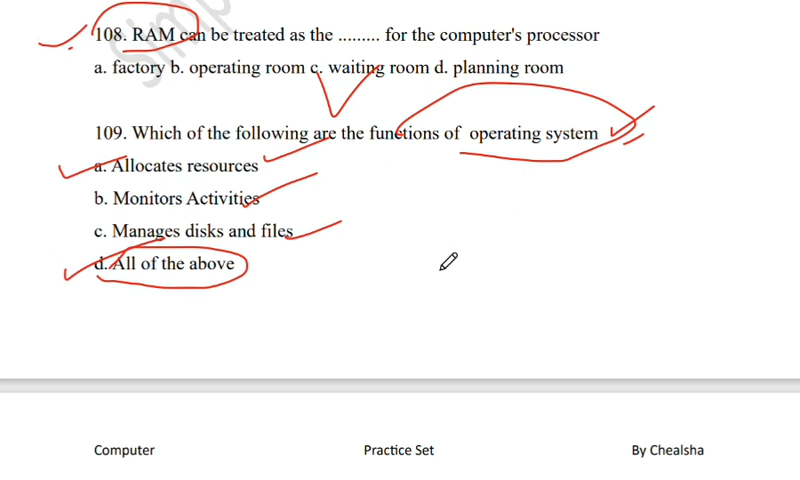 108. RAM can be treated as the ......... for the computer's processor
a. factory b. operating room c. waiting room d. planning room
109. Which of the following are the functions of operating system
a. Allocates resources
b. Monitors Activities
c. Manages disks and files
d. All of the above
Computer Practice Set By Chealsha